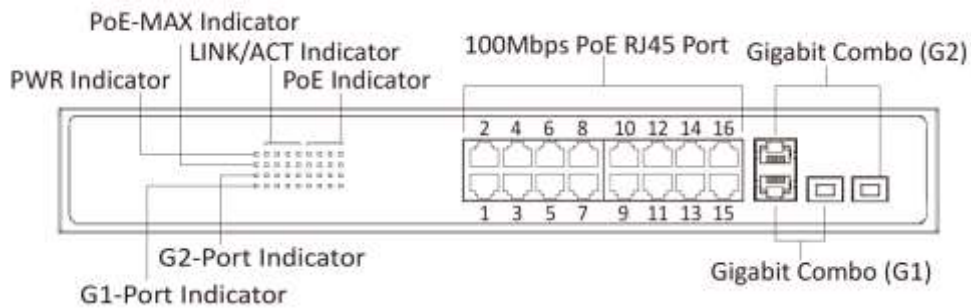 PoE-MAX Indicator
LINK/ACT Indicator
PWR Indicator
PoE Indicator
100Mbps PoE RJ45 Port
Gigabit Combo (G2)
2 4 6 8 10 12 14 16
1 3 5 7 9 11 13 15
G2-Port Indicator
G1-Port Indicator
Gigabit Combo (G1)